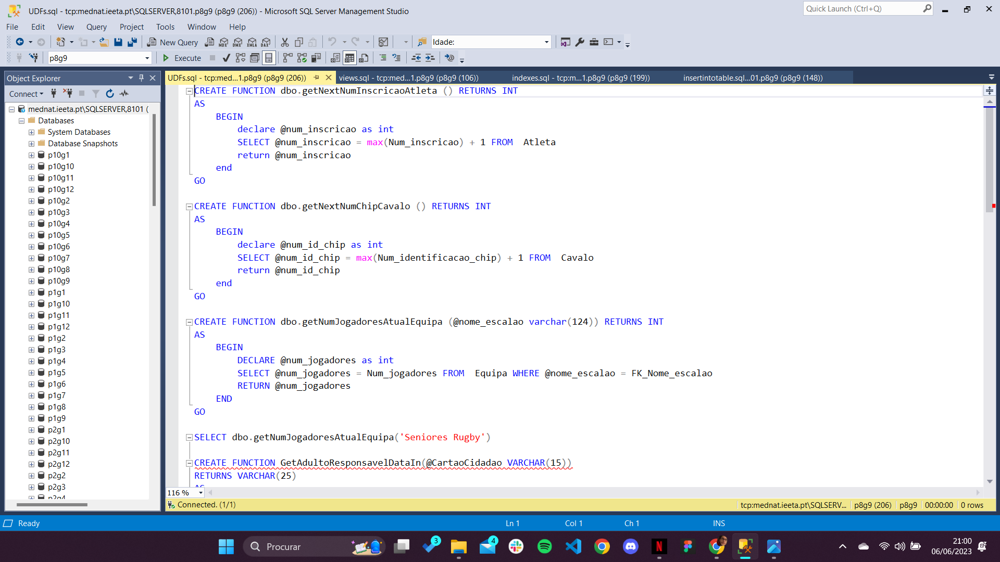 UDFs.sql - tcp:mednat.ieeta.pt\SQLSERVER,8101.p8g9 (p8g9 (206)) - Microsoft SQL Server Management Studio
Quick Launch (Ctrl+Q)
File Edit View Query Project Tools Window Help
New Query MDX DMX XMLA DAX Idade:
p8g9 Execute
Object Explorer
Connect
mednat.ieeta.pt\SQLSERVER,8101 (
Databases
System Databases
Database Snapshots
p10g1
p10g10
p10g11
p10g12
p10g2
p10g3
p10g4
p10g5
p10g6
p10g7
p10g8
p10g9
p1g1
p1g10
p1g11
p1g12
p1g2
p1g3
p1g4
p1g5
p1g6
p1g7
p1g8
p1g9
p2g1
p2g10
p2g11
p2g12
p2g2
p2g3
p2g4
UDFs.sql - tcp:med...1.p8g9 (p8g9 (206)) views.sql - tcp:med...1.p8g9 (p8g9 (106)) indexes.sql - tcp:m...1.p8g9 (p8g9 (199)) insertintotable.sql...01.p8g9 (p8g9 (148))
CREATE FUNCTION dbo.getNextNumInscricaoAtleta () RETURNS INT
AS
BEGIN
declare @num_inscricao as int
SELECT @num_inscricao = max(Num_inscricao) + 1 FROM  Atleta
return @num_inscricao
end
GO
CREATE FUNCTION dbo.getNextNumChipCavalo () RETURNS INT
AS
BEGIN
declare @num_id_chip as int
SELECT @num_id_chip = max(Num_identificacao_chip) + 1 FROM  Cavalo
return @num_id_chip
end
GO
CREATE FUNCTION dbo.getNumJogadoresAtualEquipa (@nome_escalao varchar(124)) RETURNS INT
AS
BEGIN
DECLARE @num_jogadores as int
SELECT @num_jogadores = Num_jogadores FROM  Equipa WHERE @nome_escalao = FK_Nome_escalao
RETURN @num_jogadores
END
GO
SELECT dbo.getNumJogadoresAtualEquipa('Seniores Rugby')
CREATE FUNCTION GetAdultoResponsavelDataIn(@CartaoCidadao VARCHAR(15))
RETURNS VARCHAR(25)
AS
116 %
Connected. (1/1) tcp:mednat.ieeta.pt\SQLSERV... p8g9 (206) p8g9 00:00:00 0 rows
Ready Ln 1 Col 1 Ch 1 INS
Procurar 3 4 21:00
06/06/2023